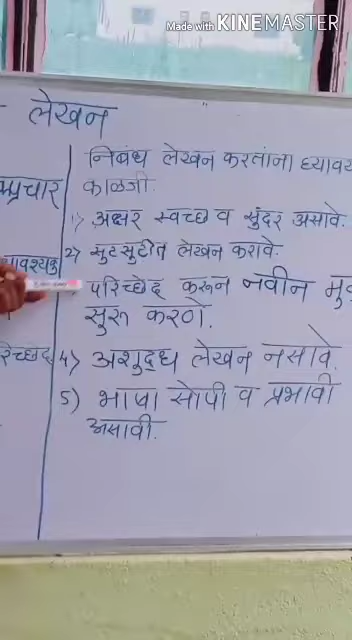 Made with KINEMASTER
लेखन
निबंध लेखन करतांना
काळजी.
1) अक्षर स्वच्छ व सुंदर असावे.
2) सुटसुटीत लेखन करावे.
परिच्छेद करून नवीन
सुरू करणे.
4) अशुद्ध लेखन नसावे.
5) भाषा सोपी व प्रभावी
असावी.